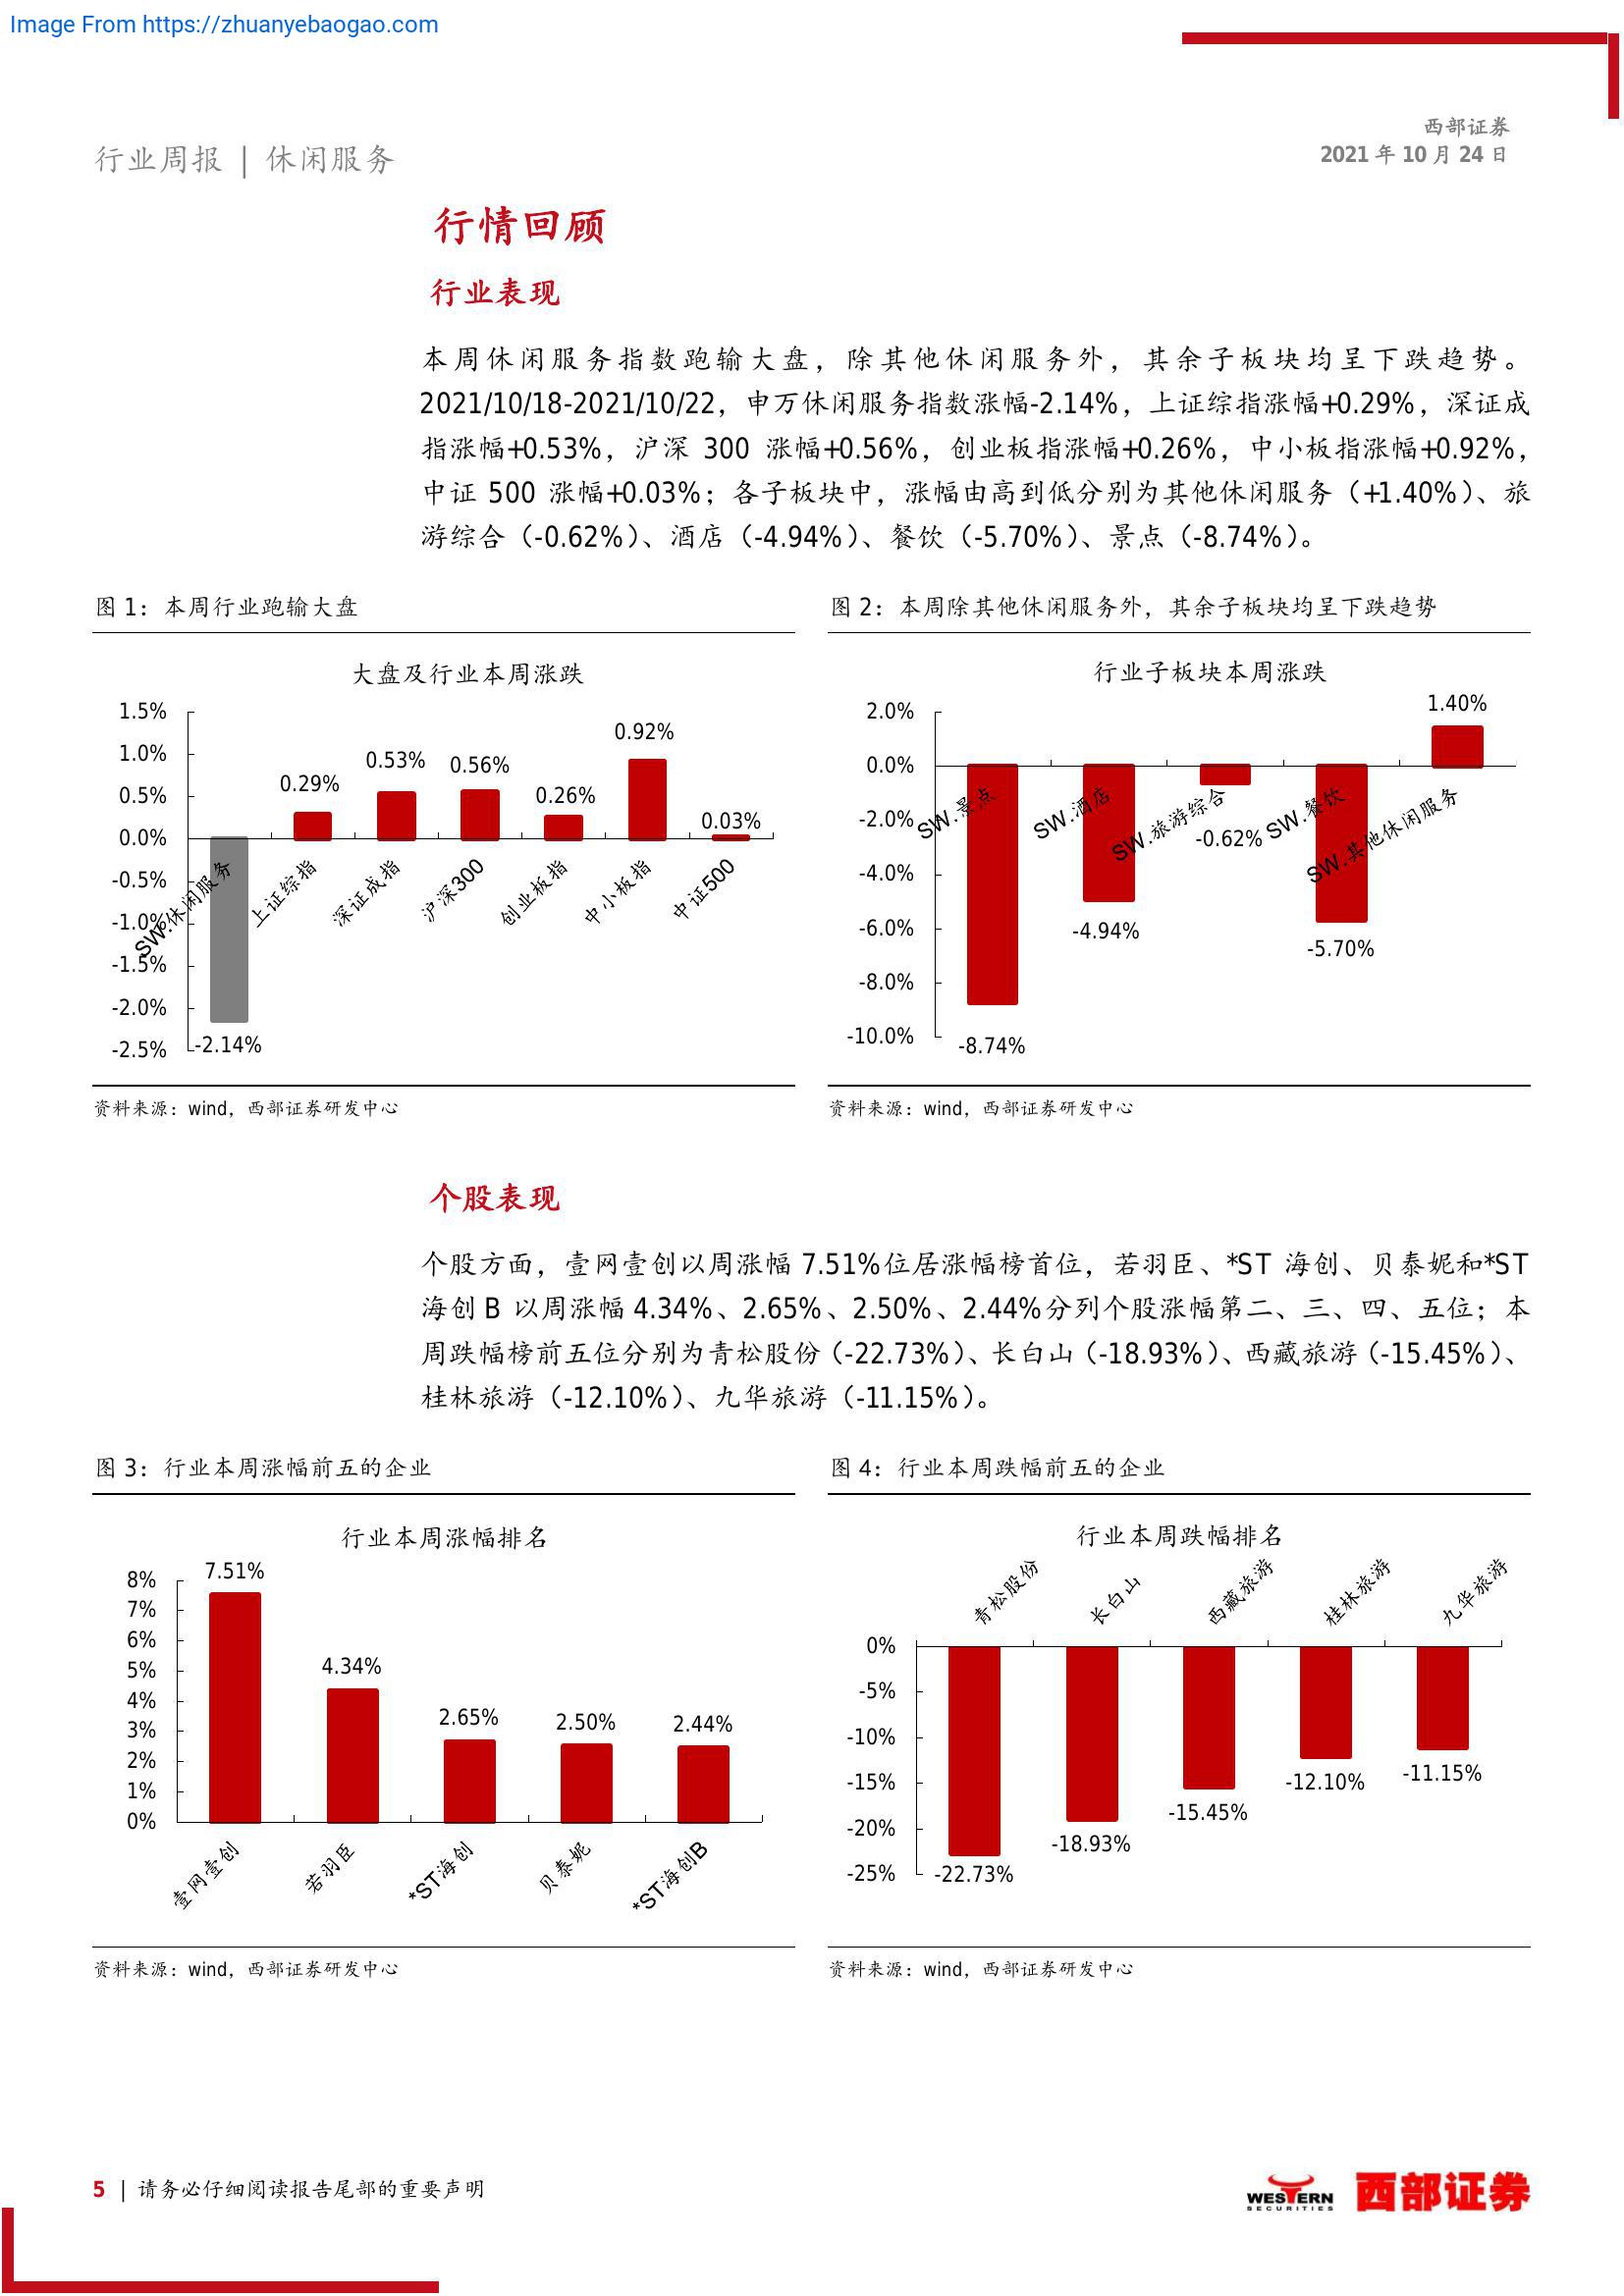 Image From https://zhuanyebaogao.com
西部证券
2021 年 10 月 24 日
行业周报 | 休闲服务
行情回顾
行业表现
本周休闲服务指数跑输大盘，除其他休闲服务外，其余子板块均呈下跌趋势。
2021/10/18-2021/10/22，申万休闲服务指数涨幅-2.14%，上证综指涨幅+0.29%，深证成
指涨幅+0.53%，沪深 300 涨幅+0.56%，创业板指涨幅+0.26%，中小板指涨幅+0.92%，
中证 500 涨幅+0.03%；各子板块中，涨幅由高到低分别为其他休闲服务（+1.40%）、旅
游综合（-0.62%）、酒店（-4.94%）、餐饮（-5.70%）、景点（-8.74%）。
图 1：本周行业跑输大盘
大盘及行业本周涨跌
1.5%
1.0%
0.5%
0.0%
-0.5%
-1.0%
-1.5%
-2.0%
-2.5%
-2.14%
0.29%
0.53%
0.56%
0.26%
0.92%
0.03%
SW.休闲服务
上证综指
深证成指
沪深300
创业板指
中小板指
中证500
资料来源：wind，西部证券研发中心
图 2：本周除其他休闲服务外，其余子板块均呈下跌趋势
行业子板块本周涨跌
2.0%
0.0%
-2.0%
-4.0%
-6.0%
-8.0%
-10.0%
-8.74%
-4.94%
-0.62%
-5.70%
1.40%
SW.景点
SW.酒店
SW.旅游综合
SW.餐饮
SW.其他休闲服务
资料来源：wind，西部证券研发中心
个股表现
个股方面，壹网壹创以周涨幅 7.51%位居涨幅榜首位，若羽臣、*ST 海创、贝泰妮和*ST
海创 B 以周涨幅 4.34%、2.65%、2.50%、2.44%分列个股涨幅第二、三、四、五位；本
周跌幅榜前五位分别为青松股份（-22.73%）、长白山（-18.93%）、西藏旅游（-15.45%）、
桂林旅游（-12.10%）、九华旅游（-11.15%）。
图 3：行业本周涨幅前五的企业
行业本周涨幅排名
8%
7%
6%
5%
4%
3%
2%
1%
0%
7.51%
4.34%
2.65%
2.50%
2.44%
壹网壹创
若羽臣
*ST海创
贝泰妮
*ST海创B
资料来源：wind，西部证券研发中心
图 4：行业本周跌幅前五的企业
行业本周跌幅排名
青松股份
长白山
西藏旅游
桂林旅游
九华旅游
0%
-5%
-10%
-15%
-20%
-25%
-22.73%
-18.93%
-15.45%
-12.10%
-11.15%
资料来源：wind，西部证券研发中心
5 | 请务必仔细阅读报告尾部的重要声明
WESTERN
SECURITIES
西部证券